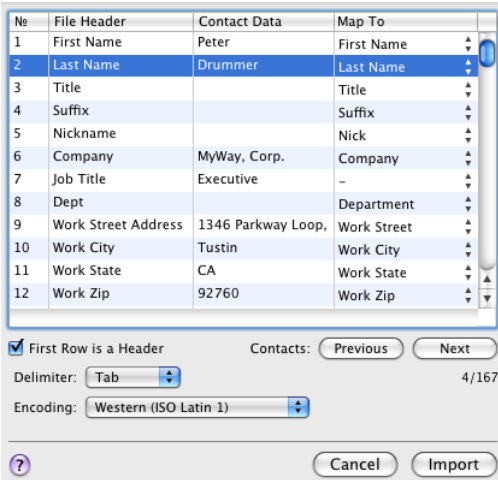 № File Header Contact Data Map To
1 First Name Peter First Name
2 Last Name Drummer Last Name
3 Title Title
4 Suffix Suffix
5 Nickname Nick
6 Company MyWay, Corp. Company
7 Job Title Executive –
8 Dept Department
9 Work Street Address 1346 Parkway Loop, Work Street
10 Work City Tustin Work City
11 Work State CA Work State
12 Work Zip 92760 Work Zip
First Row is a Header Contacts: Previous Next
Delimiter: Tab 4/167
Encoding: Western (ISO Latin 1)
? Cancel Import